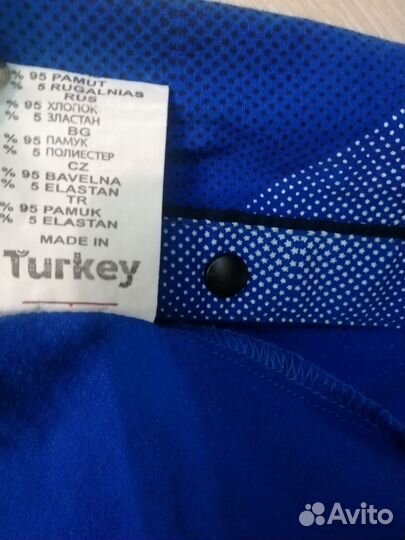 % 95 PAMUT
% 5 RUGALNIAS
RUS
% 95 ХЛОПОК
% 5 ЗЛАСТАН
BG
% 95 ПАМУК
% 5 ПОЛИЕСТЕР
CZ
% 95 BAVELNA
% 5 ELASTAN
TR
% 95 PAMUK
% 5 ELASTAN
MADE IN
Turkey
Avito